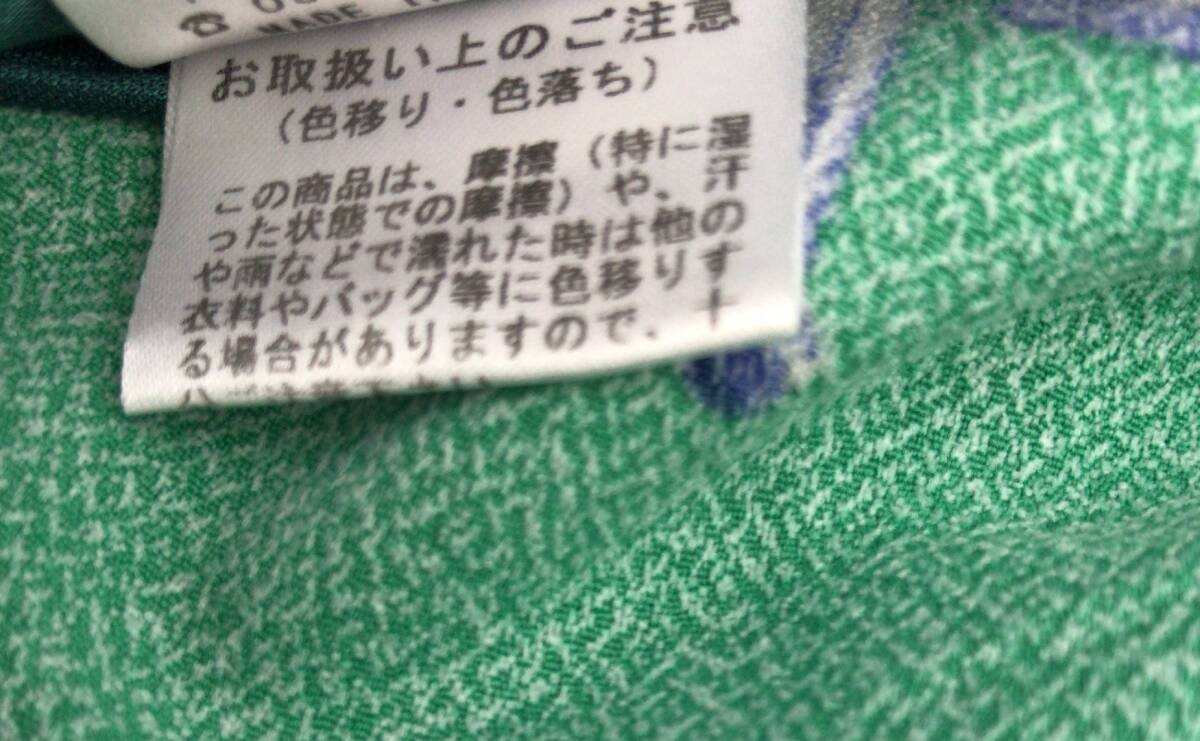 MADE
お取扱い上のご注意
(色移り・色落ち)
この商品は、摩擦(特に湿
った状態での摩擦)や、汗
や雨などで濡れた時は他の
衣料やバッグ等に色移りす
る場合がありますので、十